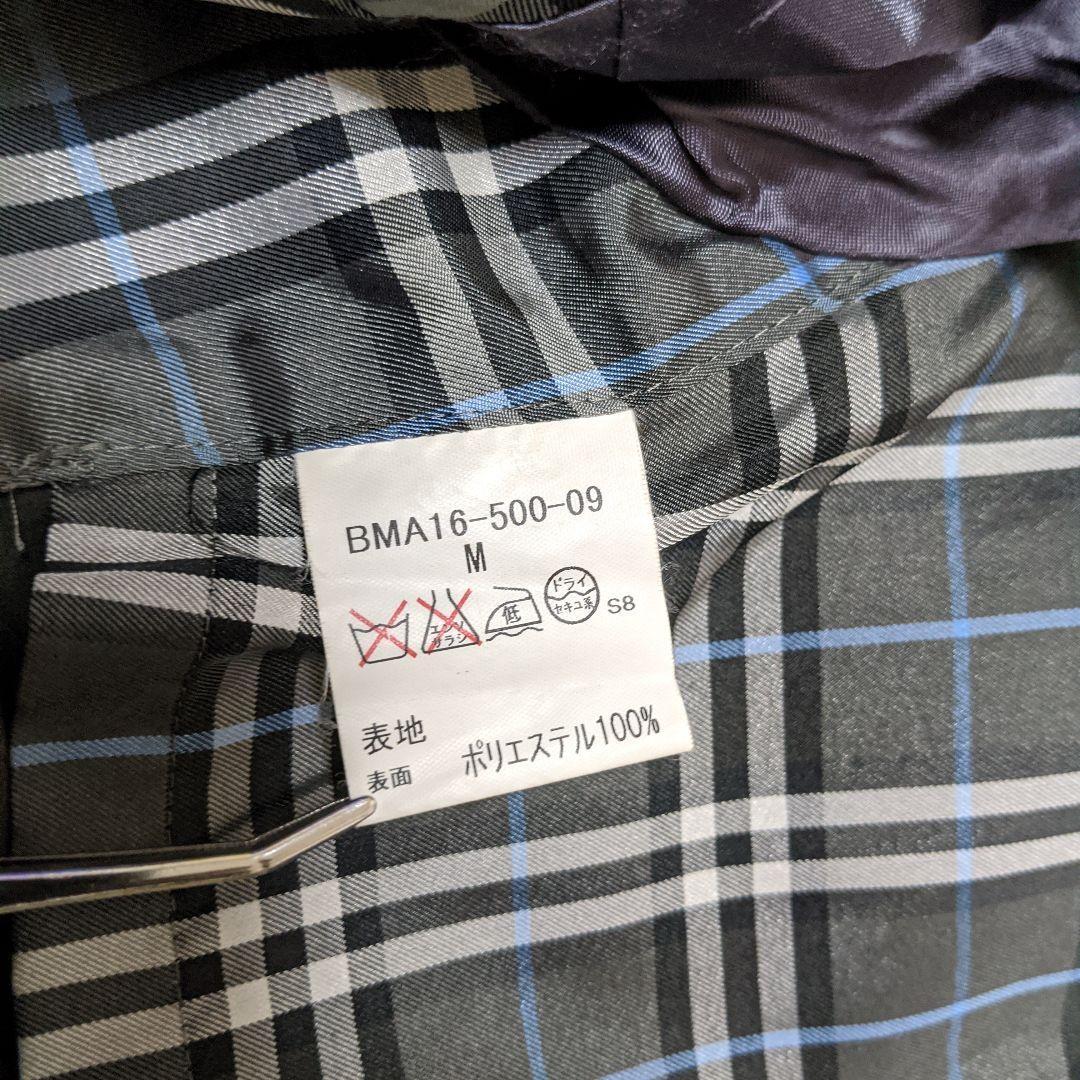 BMA16-500-09
M
エンソ サラシ 低 ドライ セキユ系 S8
表地
表面 ポリエステル100%